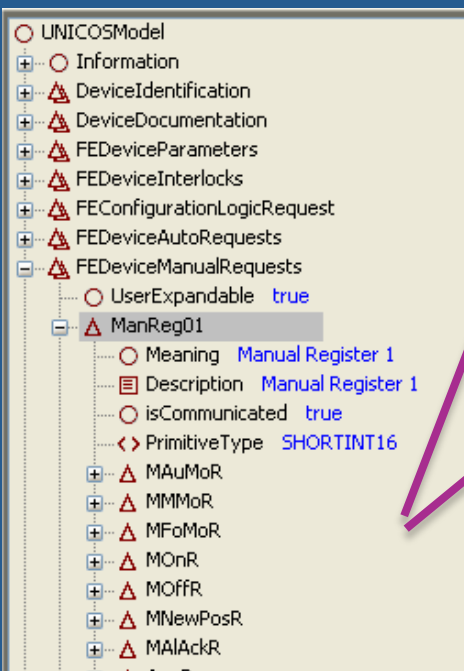 UNICOSModel
Information
DeviceIdentification
DeviceDocumentation
FEDeviceParameters
FEDeviceInterlocks
FEConfigurationLogicRequest
FEDeviceAutoRequests
FEDeviceManualRequests
UserExpandable true
ManReg01
Meaning Manual Register 1
Description Manual Register 1
isCommunicated true
PrimitiveType SHORTINT16
MAuMoR
MMMoR
MFoMoR
MOnR
MOffR
MNewPosR
MAlAckR